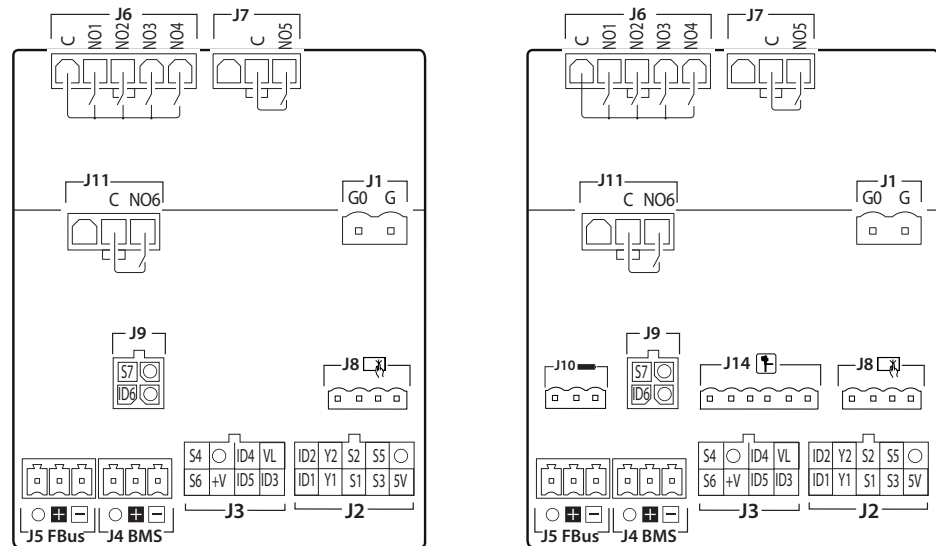 J6 J7
C NO1 NO2 NO3 NO4 C NO5
J11 J1
C NO6 G0 G
J9
S7
ID6
J8
S4 ID4 VL ID2 Y2 S2 S5
S6 +V ID5 ID3 ID1 Y1 S1 S3 5V
J3 J2
J5 FBus J4 BMS
J6 J7
C NO1 NO2 NO3 NO4 C NO5
J11 J1
C NO6 G0 G
J9
J10 S7 J14 J8
ID6
S4 ID4 VL ID2 Y2 S2 S5
S6 +V ID5 ID3 ID1 Y1 S1 S3 5V
J3 J2
J5 FBus J4 BMS